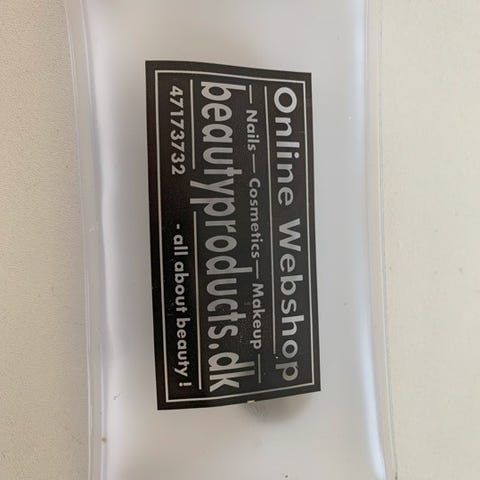 Online Webshop
— Nails — Cosmetics — Makeup —
beautyproducts.dk
47173732 - all about beauty !